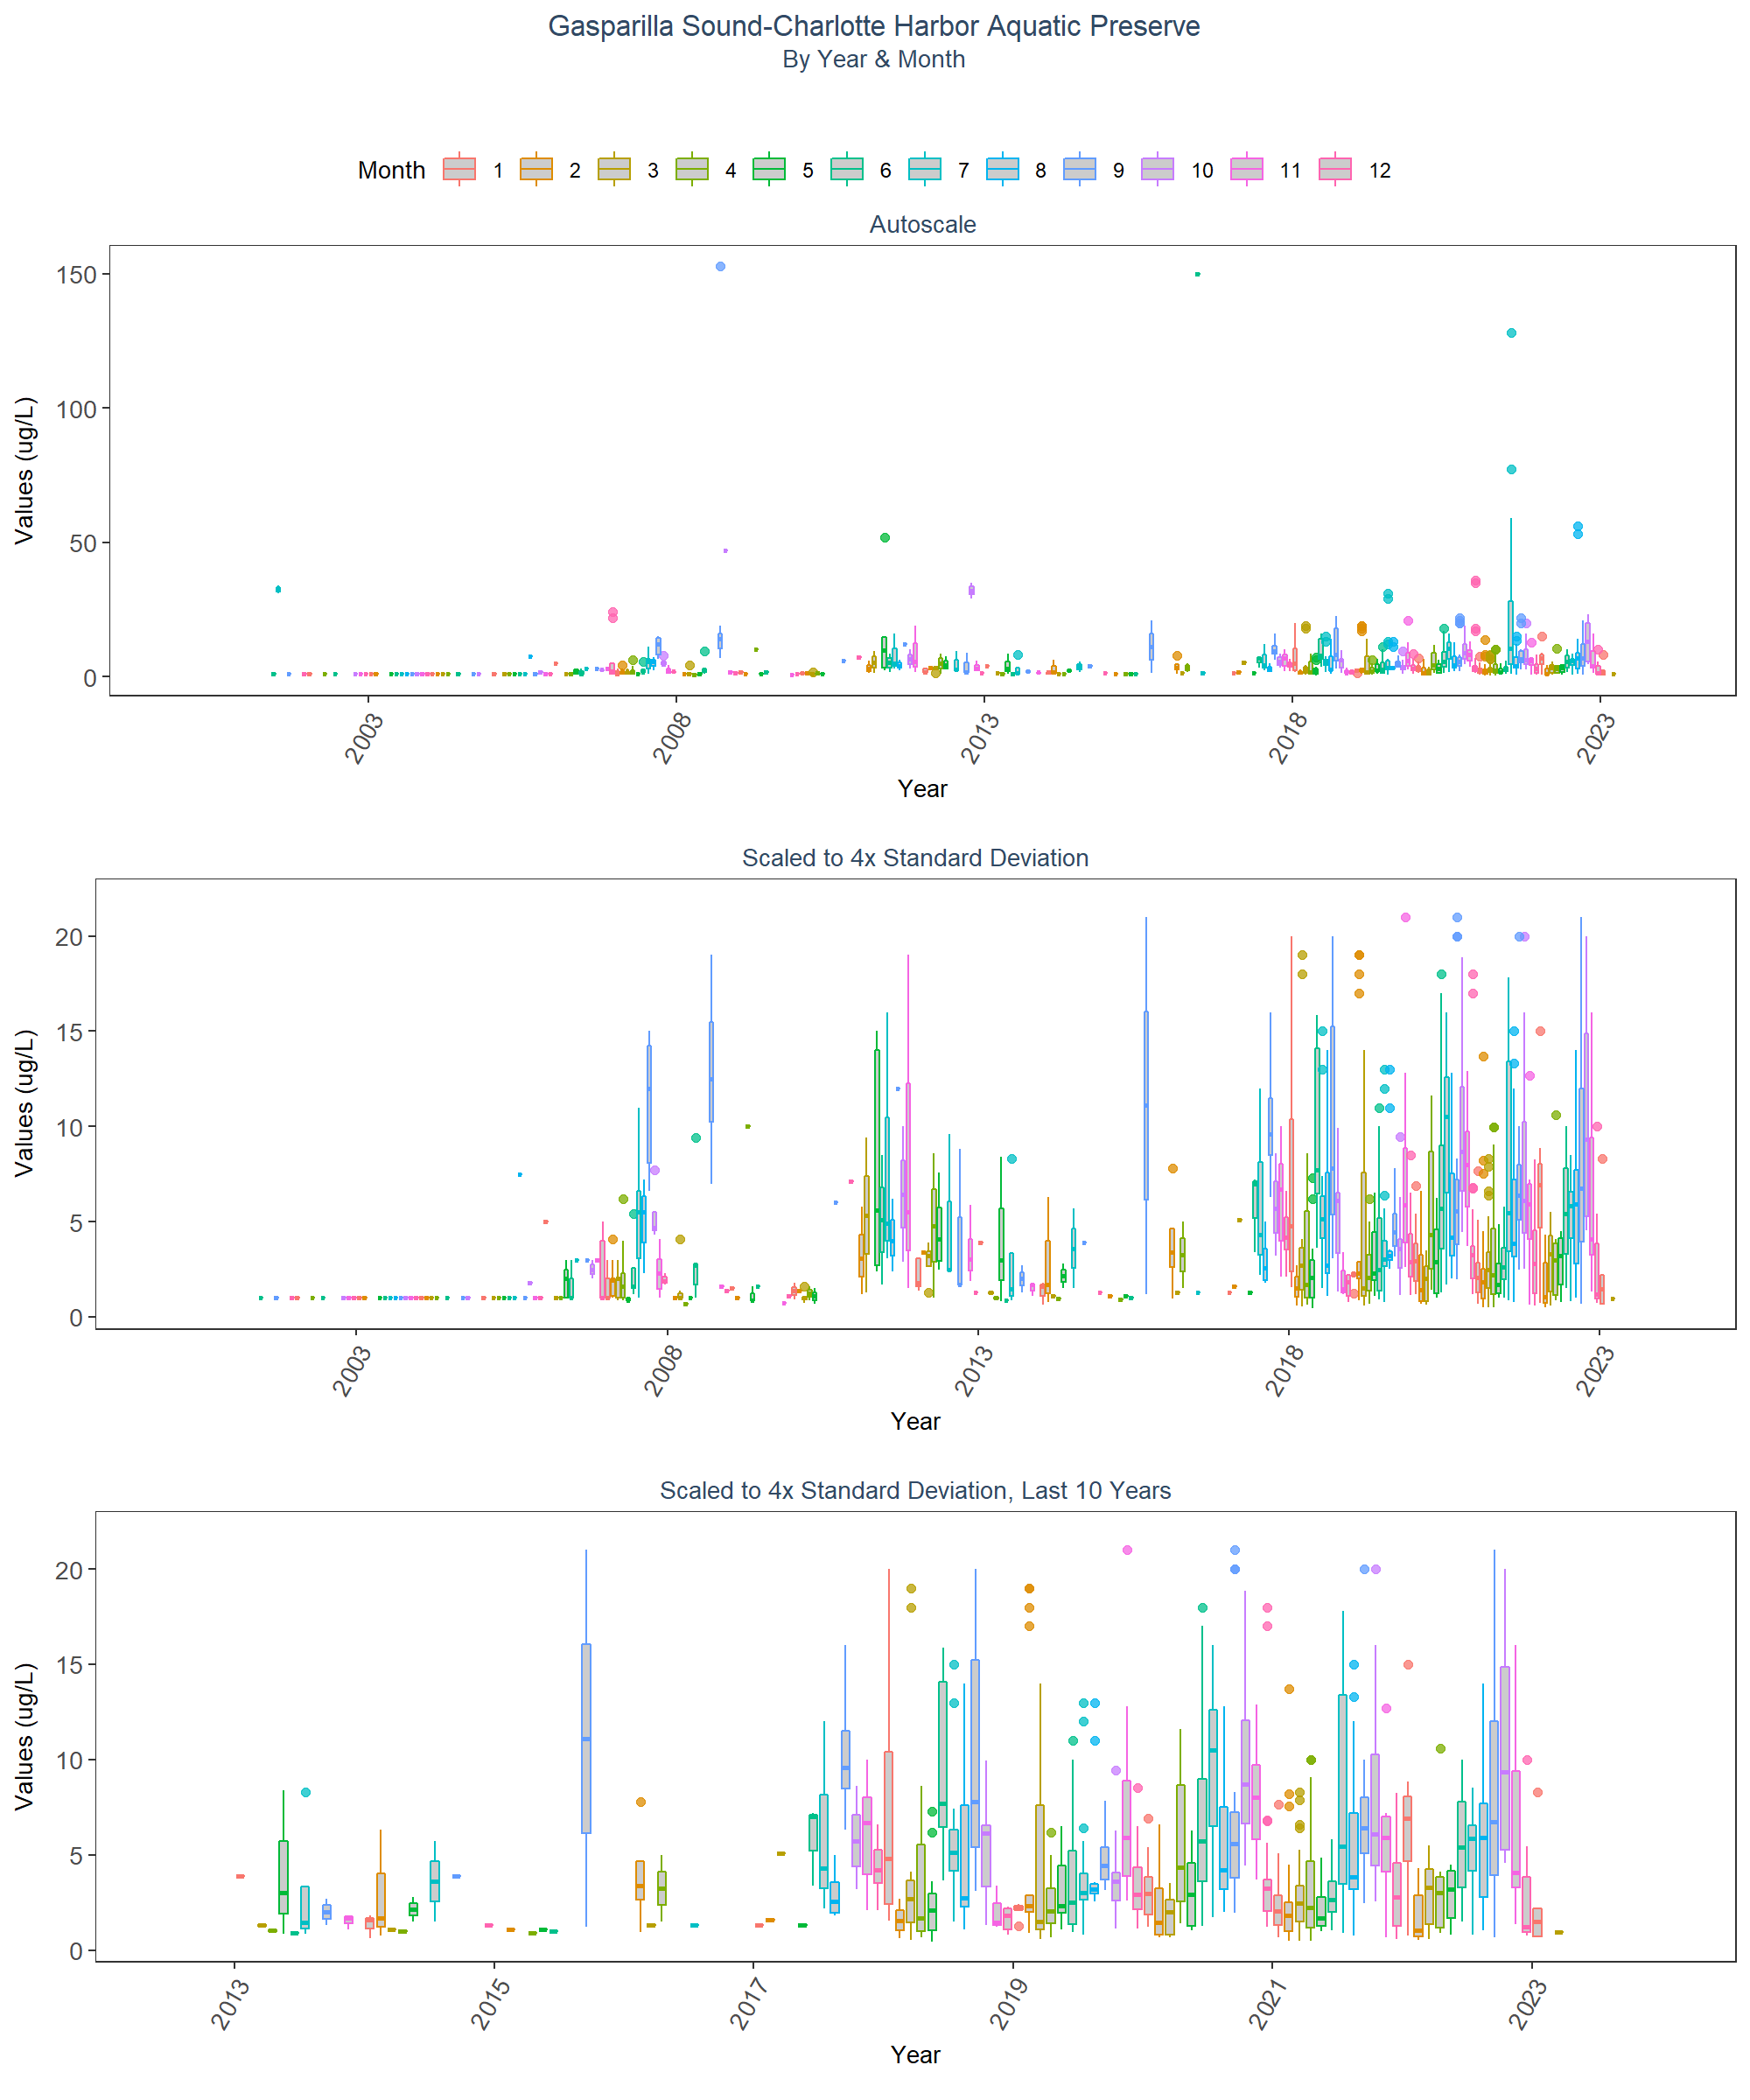 Gasparilla Sound-Charlotte Harbor Aquatic Preserve
By Year & Month
Month 1 2 3 4 5 6 7 8 9 10 11 12
Autoscale
Values (ug/L)
150
100
50
0
2003 2008 2013 2018 2023
Year
Scaled to 4x Standard Deviation
Values (ug/L)
20
15
10
5
0
2003 2008 2013 2018 2023
Year
Scaled to 4x Standard Deviation, Last 10 Years
Values (ug/L)
20
15
10
5
0
2013 2015 2017 2019 2021 2023
Year